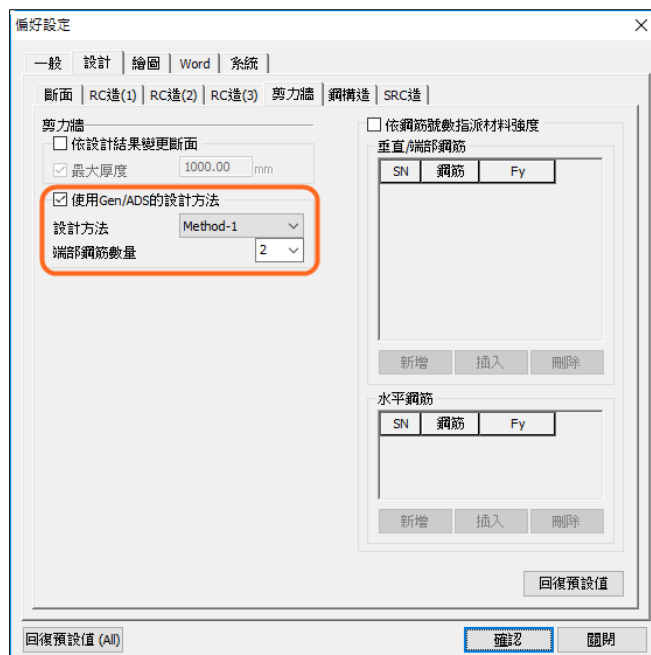 偏好設定
一般 設計 繪圖 Word 系統
斷面 RC造(1) RC造(2) RC造(3) 剪力牆 鋼構造 SRC造
剪力牆
依設計結果變更斷面
最大厚度 1000.00 mm
使用Gen/ADS的設計方法
設計方法 Method-1
端部鋼筋數量 2
依鋼筋號數指派材料強度
垂直/端部鋼筋
SN 鋼筋 Fy
新增 插入 刪除
水平鋼筋
SN 鋼筋 Fy
新增 插入 刪除
回復預設值
回復預設值 (All) 確認 關閉